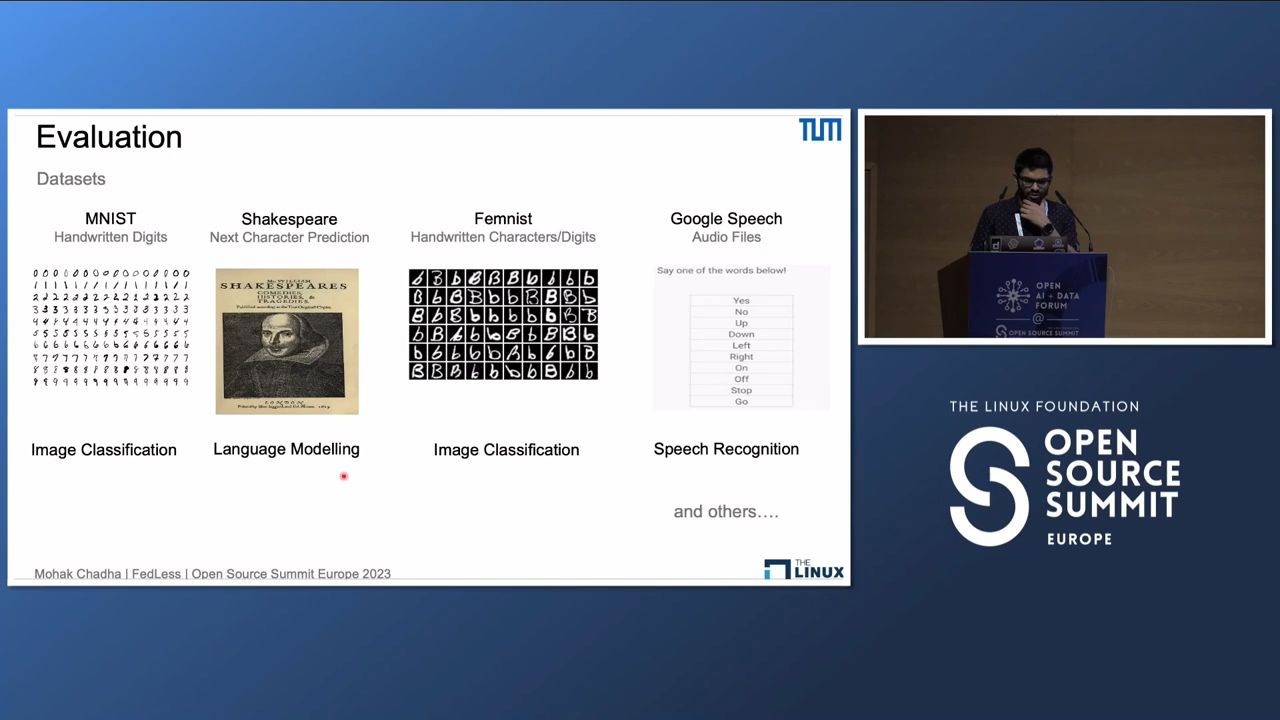 Evaluation
TUM
Datasets
MNIST
Handwritten Digits
Shakespeare
Next Character Prediction
Femnist
Handwritten Characters/Digits
Google Speech
Audio Files
Mr. WILLIAM
SHAKESPEARES
COMEDIES,
HISTORIES, &
TRAGEDIES.
LONDON
Say one of the words below!
Yes
No
Up
Down
Left
Right
On
Off
Stop
Go
Image Classification
Language Modelling
Image Classification
Speech Recognition
and others....
Mohak Chadha | FedLess | Open Source Summit Europe 2023
THE
LINUX
OPEN
AI + DATA
FORUM
@
OPEN SOURCE SUMMIT
THE LINUX FOUNDATION
OPEN
SOURCE
SUMMIT
EUROPE